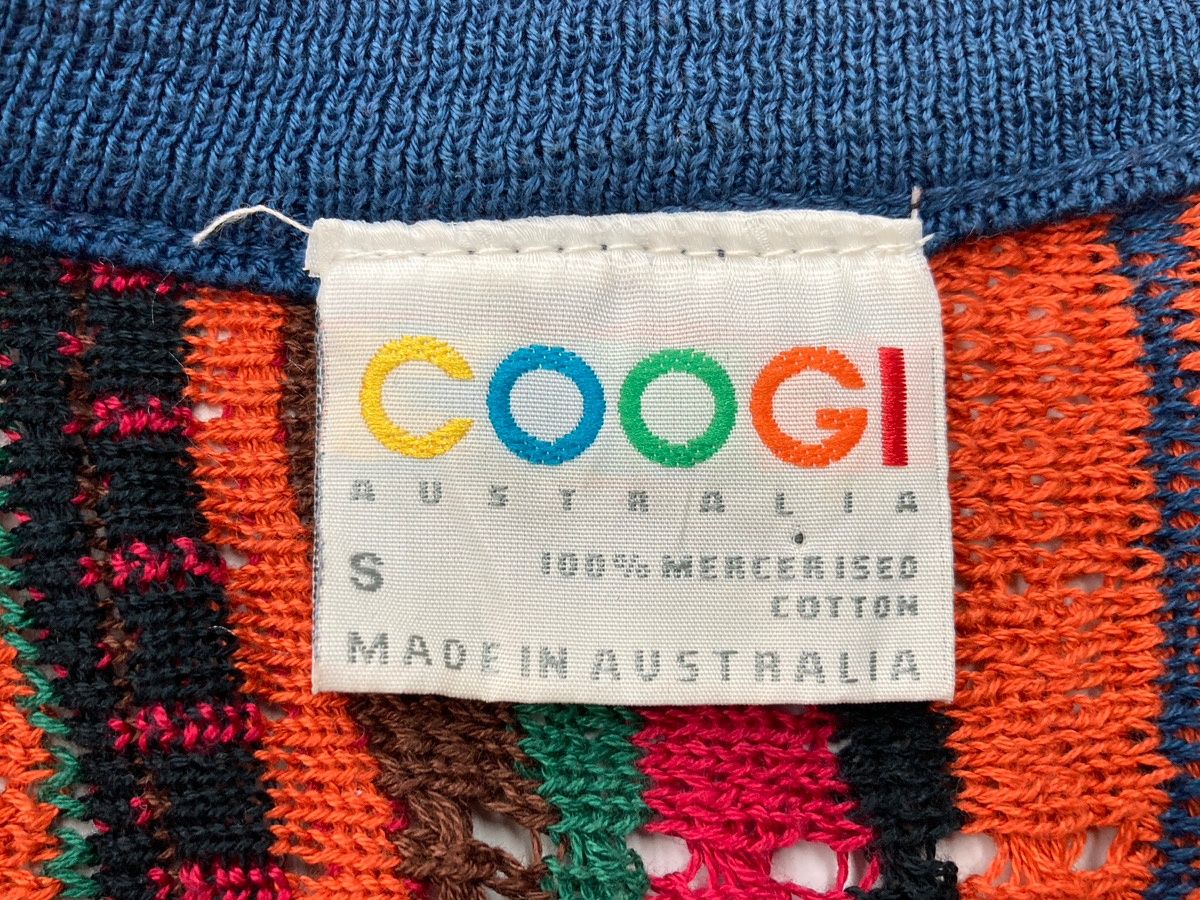 COOGI
AUSTRALIA
S
100% MERCERISED
COTTON
MADE IN AUSTRALIA